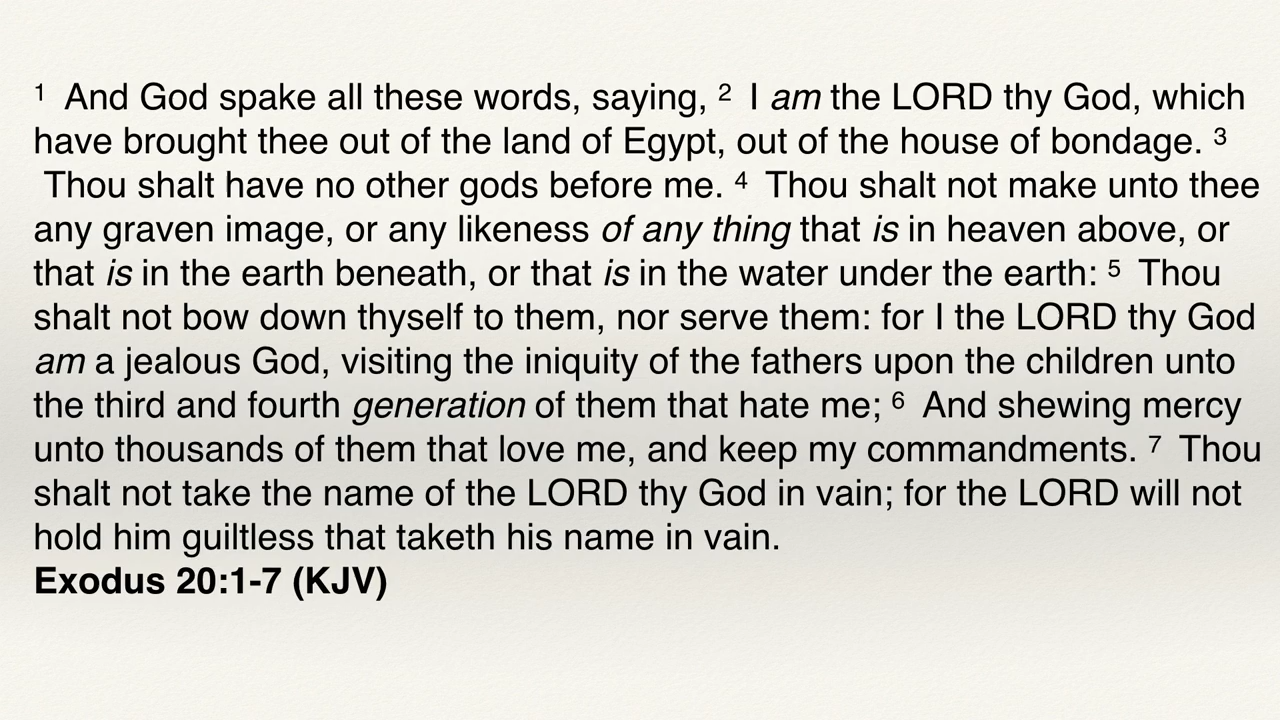 1 And God spake all these words, saying, 2 I am the LORD thy God, which
have brought thee out of the land of Egypt, out of the house of bondage. 3
Thou shalt have no other gods before me. 4 Thou shalt not make unto thee
any graven image, or any likeness of any thing that is in heaven above, or
that is in the earth beneath, or that is in the water under the earth: 5 Thou
shalt not bow down thyself to them, nor serve them: for I the LORD thy God
am a jealous God, visiting the iniquity of the fathers upon the children unto
the third and fourth generation of them that hate me; 6 And shewing mercy
unto thousands of them that love me, and keep my commandments. 7 Thou
shalt not take the name of the LORD thy God in vain; for the LORD will not
hold him guiltless that taketh his name in vain.
Exodus 20:1-7 (KJV)